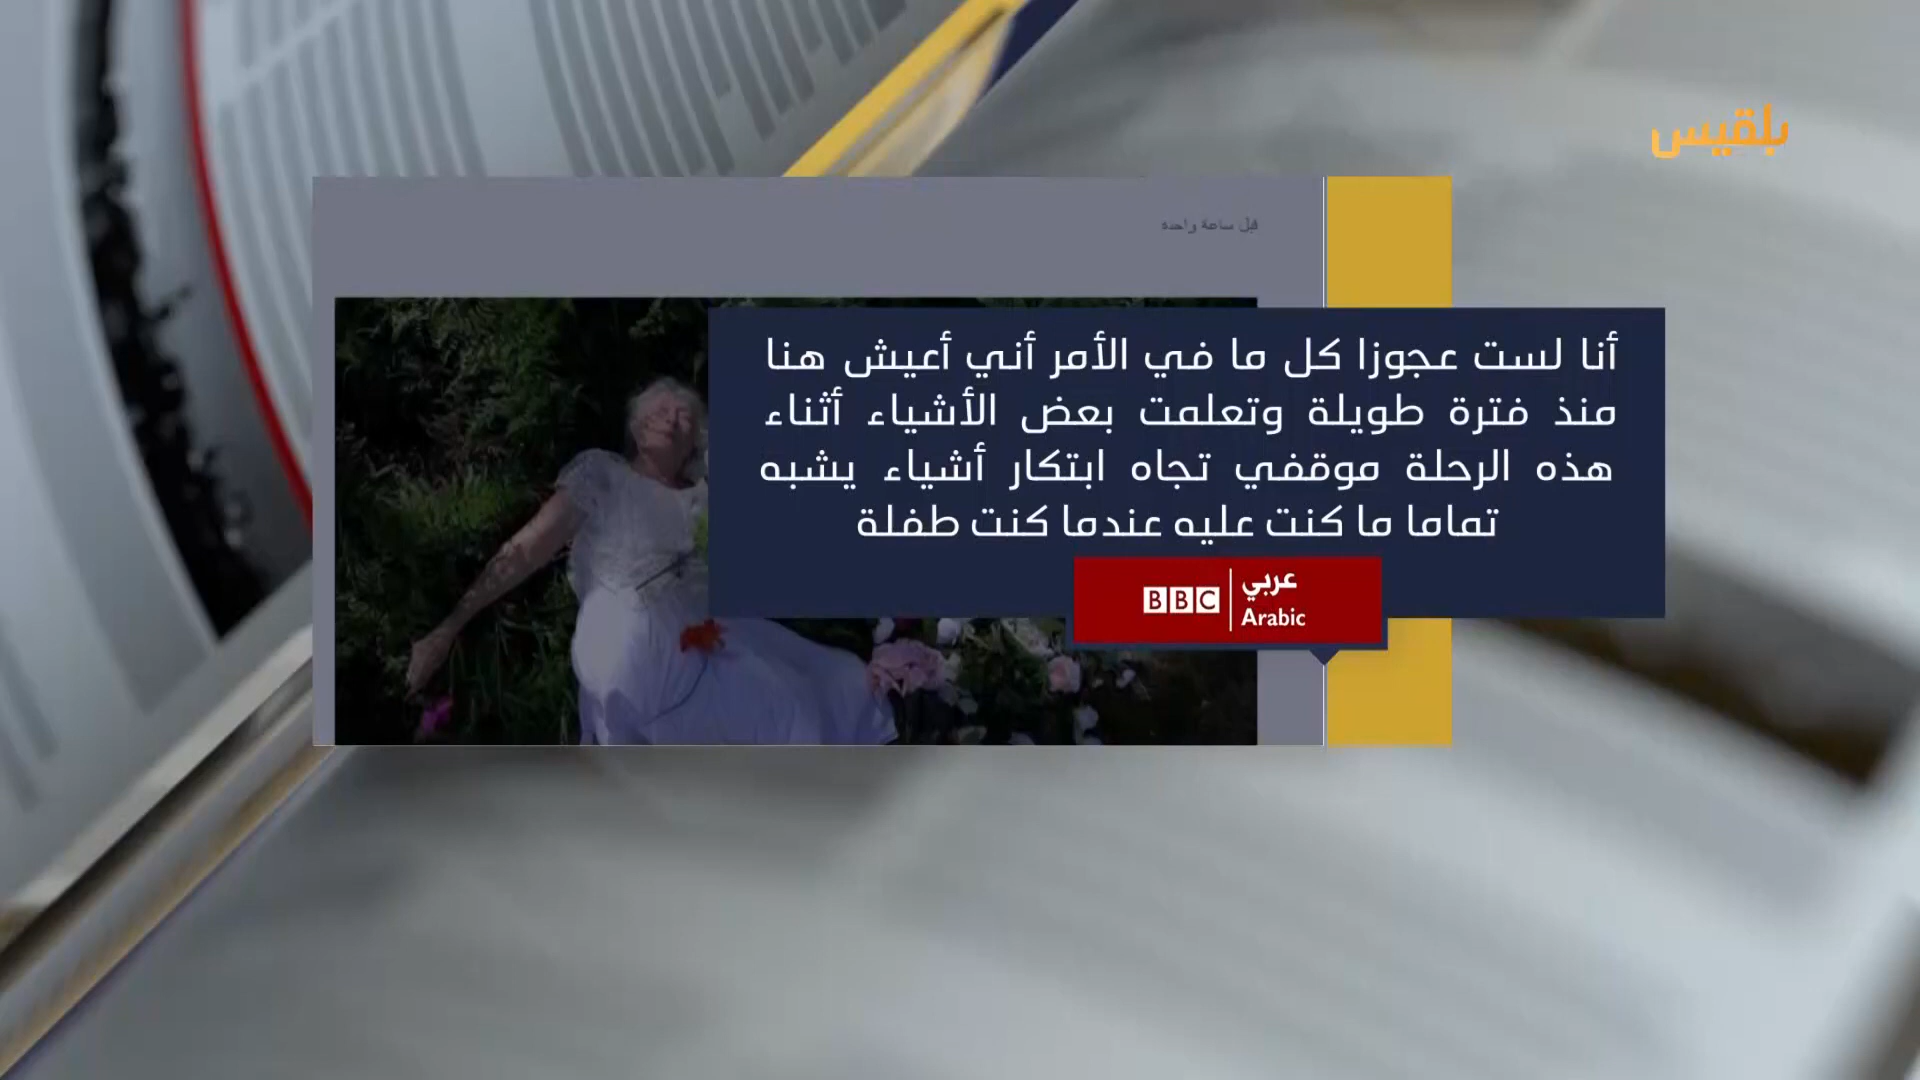 بلقيس
قبل ساعة واحدة
أنا لست عجوزا كل ما في الأمر أني أعيش هنا
منذ فترة طويلة وتعلمت بعض الأشياء أثناء
هذه الرحلة موقفي تجاه ابتكار أشياء يشبه
تماما ما كنت عليه عندما كنت طفلة
BBC عربي
Arabic